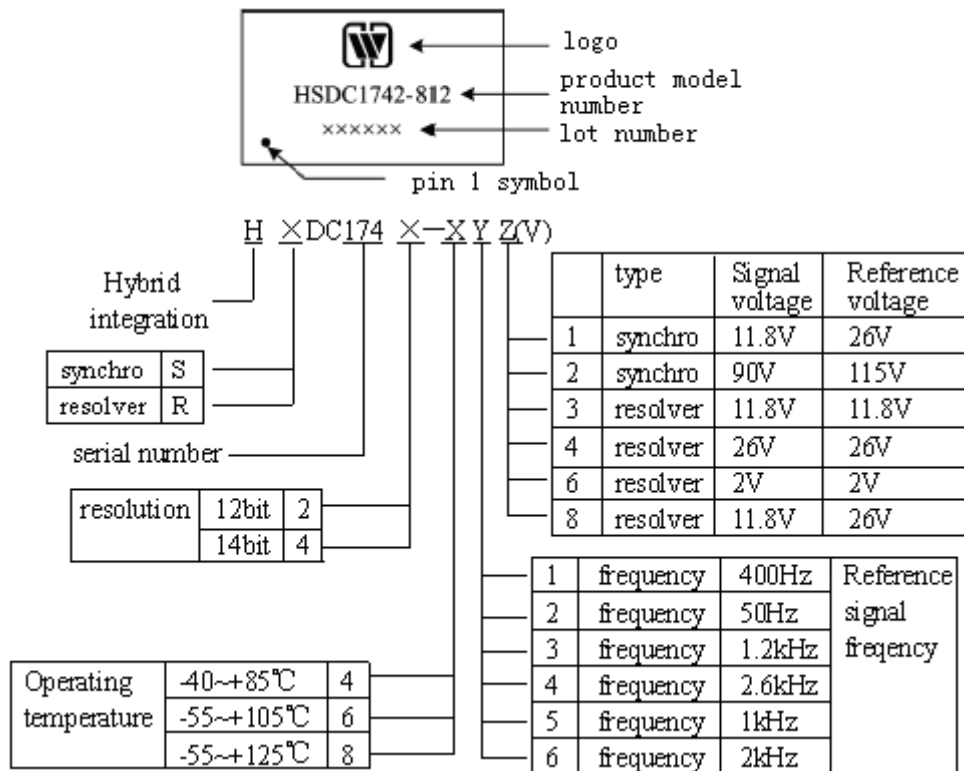 logo
HSDC1742-812
product model
number
××××××
lot number
pin 1 symbol
H ×DC174 ×—X Y Z(V)
Hybrid
integration
synchro S
resolver R
serial number
resolution 12bit 2
14bit 4
Operating
temperature
-40~+85℃ 4
-55~+105℃ 6
-55~+125℃ 8
type Signal
voltage Reference
voltage
1 synchro 11.8V 26V
2 synchro 90V 115V
3 resolver 11.8V 11.8V
4 resolver 26V 26V
6 resolver 2V 2V
8 resolver 11.8V 26V
1 frequency 400Hz
2 frequency 50Hz
3 frequency 1.2kHz
4 frequency 2.6kHz
5 frequency 1kHz
6 frequency 2kHz
Reference
signal
freqency